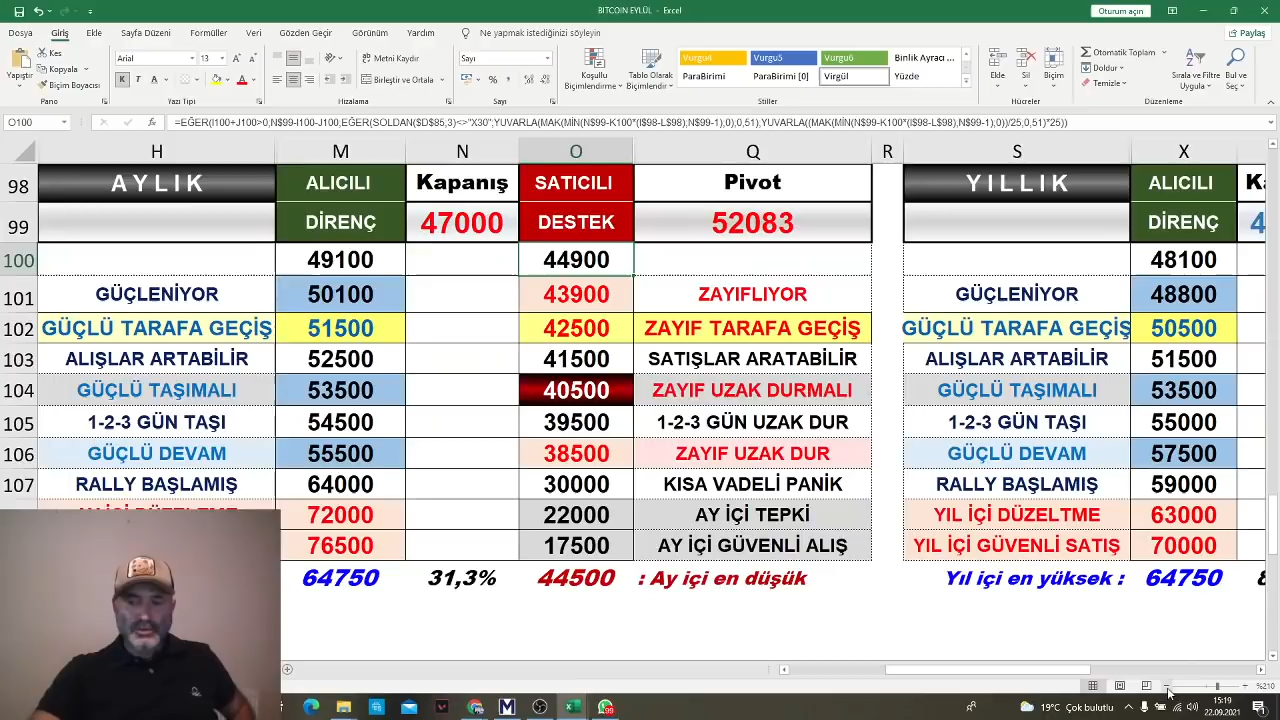 BITCOIN EYLÜL - Excel
Oturum açın
Dosya Giriş Ekle Sayfa Düzeni Formüller Veri Gözden Geçir Görünüm Yardım Ne yapmak istediğinizi söyleyin Paylaş
Yapıştır
Kes
Kopyala
Biçim Boyacısı
Arial 13
Metni Kaydır
Birleştir ve Ortala
Sayı
Koşullu Biçimlendirme
Tablo Olarak Biçimlendir
Vurgu4 Vurgu5 Vurgu6 Binlik Ayracı ...
ParaBirimi ParaBirimi [0] Virgül Yüzde
Ekle Sil Biçim
Otomatik Toplam
Doldur
Temizle
Sırala ve Filtre Uygula
Bul ve Seç
Pano Yazı Tipi Hizalama Sayı Stiller Hücreler Düzenleme
O100 fx =EĞER(I100+J100>0,N$99-I100-J100,EĞER(SOLDAN($D$85;3)<>"X30";YUVARLA(MAK(MİN(N$99-K100*(I$98-L$98);N$99-1);0);0,51);YUVARLA((MAK(MİN(N$99-K100*(I$98-L$98);N$99-1);0))/25;0,51)*25))
H M N O Q R S X
98 A Y L I K ALICILI Kapanış SATICILI Pivot Y I L L I K ALICILI
99 DİRENÇ 47000 DESTEK 52083 DİRENÇ
100 49100 44900 48100
101 GÜÇLENİYOR 50100 43900 ZAYIFLIYOR GÜÇLENİYOR 48800
102 GÜÇLÜ TARAFA GEÇİŞ 51500 42500 ZAYIF TARAFA GEÇİŞ GÜÇLÜ TARAFA GEÇİŞ 50500
103 ALIŞLAR ARTABİLİR 52500 41500 SATIŞLAR ARATABİLİR ALIŞLAR ARTABİLİR 51500
104 GÜÇLÜ TAŞIMALI 53500 40500 ZAYIF UZAK DURMALI GÜÇLÜ TAŞIMALI 53500
105 1-2-3 GÜN TAŞI 54500 39500 1-2-3 GÜN UZAK DUR 1-2-3 GÜN TAŞI 55000
106 GÜÇLÜ DEVAM 55500 38500 ZAYIF UZAK DUR GÜÇLÜ DEVAM 57500
107 RALLY BAŞLAMIŞ 64000 30000 KISA VADELİ PANİK RALLY BAŞLAMIŞ 59000
72000 22000 AY İÇİ TEPKİ YIL İÇİ DÜZELTME 63000
76500 17500 AY İÇİ GÜVENLİ ALIŞ YIL İÇİ GÜVENLİ SATIŞ 70000
64750 31,3% 44500 : Ay içi en düşük Yıl içi en yüksek : 64750
%210
19°C Çok bulutlu
15:19
22.09.2021